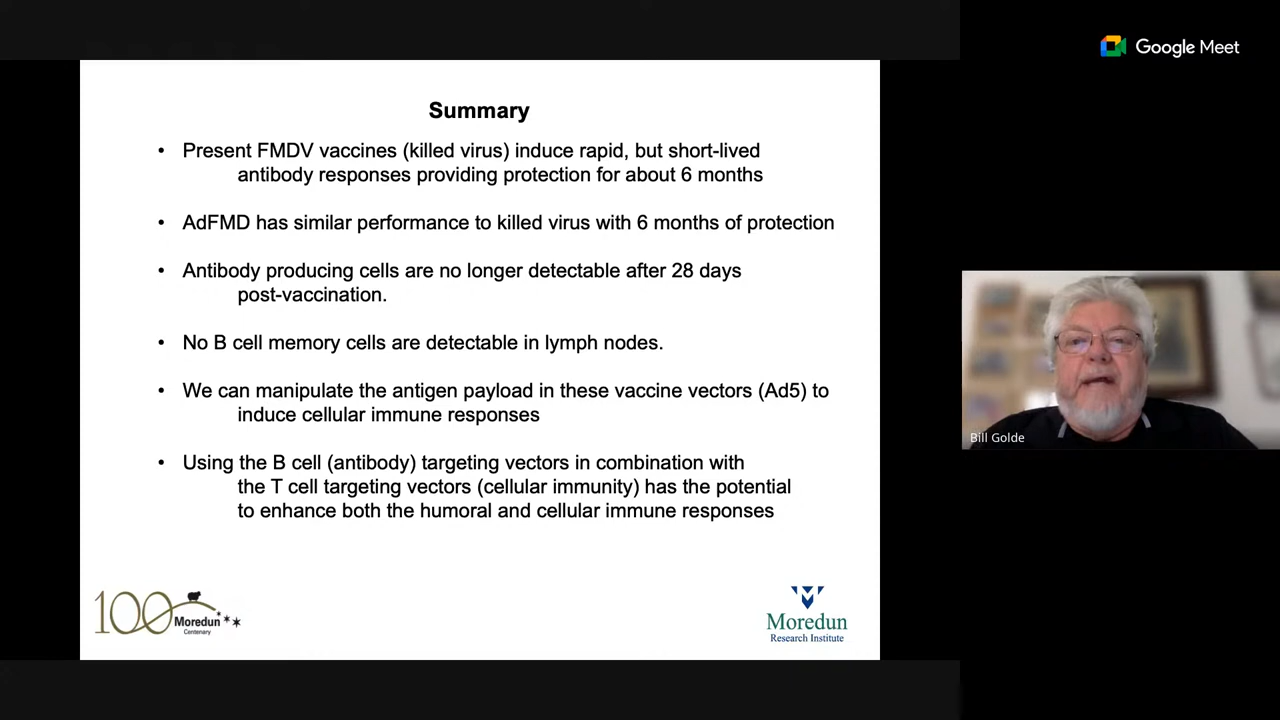 Google Meet
Summary
• Present FMDV vaccines (killed virus) induce rapid, but short-lived
antibody responses providing protection for about 6 months
• AdFMD has similar performance to killed virus with 6 months of protection
• Antibody producing cells are no longer detectable after 28 days
post-vaccination.
• No B cell memory cells are detectable in lymph nodes.
• We can manipulate the antigen payload in these vaccine vectors (Ad5) to
induce cellular immune responses
• Using the B cell (antibody) targeting vectors in combination with
the T cell targeting vectors (cellular immunity) has the potential
to enhance both the humoral and cellular immune responses
Bill Golde
100 Moredun
Centenary
Moredun
Research Institute